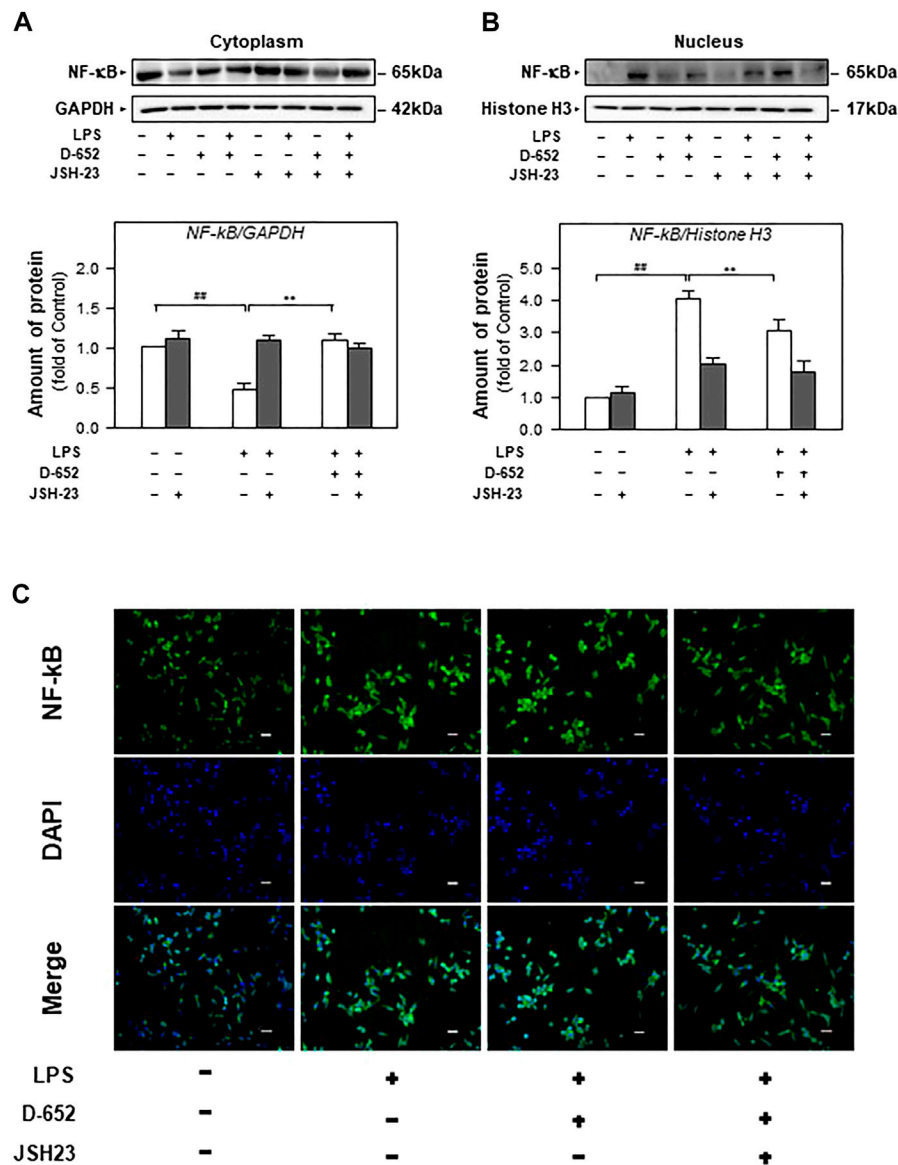 A
Cytoplasm
NF-κB
65kDa
GAPDH
42kDa
LPS - + - + - + - +
D-652 - - + + - - + +
JSH-23 - - - - + + + +
NF-kB/GAPDH
Amount of protein
(fold of Control)
2.0
1.5
1.0
0.5
0.0
##
**
LPS - - + + + +
D-652 - - - - + +
JSH-23 - + - + - +
B
Nucleus
NF-κB
65kDa
Histone H3
17kDa
LPS - + - + - + - +
D-652 - - + + - - + +
JSH-23 - - - - + + + +
NF-kB/Histone H3
Amount of protein
(fold of Control)
5.0
4.0
3.0
2.0
1.0
0.0
##
**
LPS - - + + + +
D-652 - - - - + +
JSH-23 - + - + - +
C
NF-kB
DAPI
Merge
LPS - + + +
D-652 - - + +
JSH23 - - - +